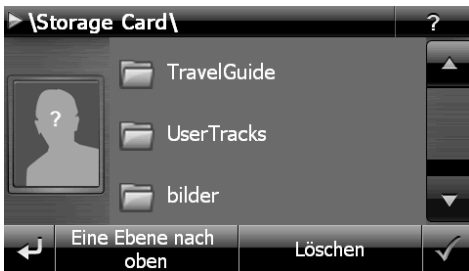 \Storage Card\ ?
?
TravelGuide
UserTracks
bilder
Eine Ebene nach
oben
Löschen